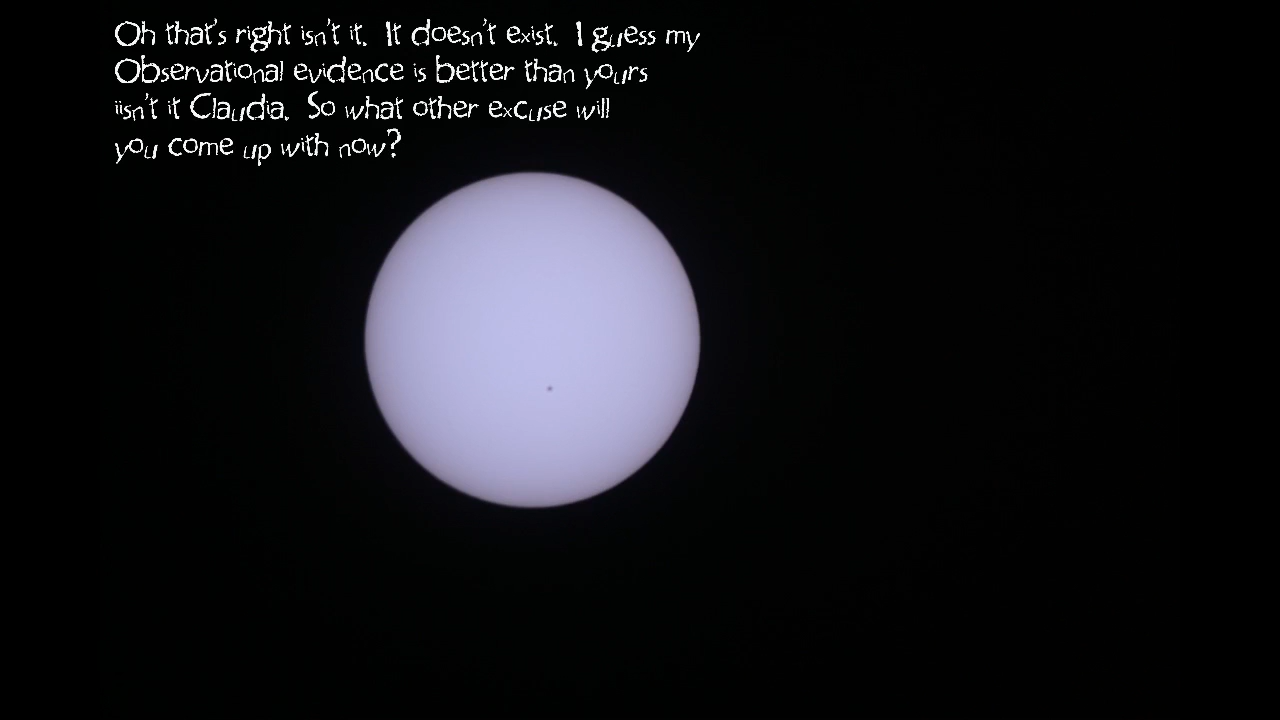 Oh that's right isn't it.  It doesn't exist.  I guess my
Observational evidence is better than yours
iisn't it Claudia.  So what other excuse will
you come up with now?